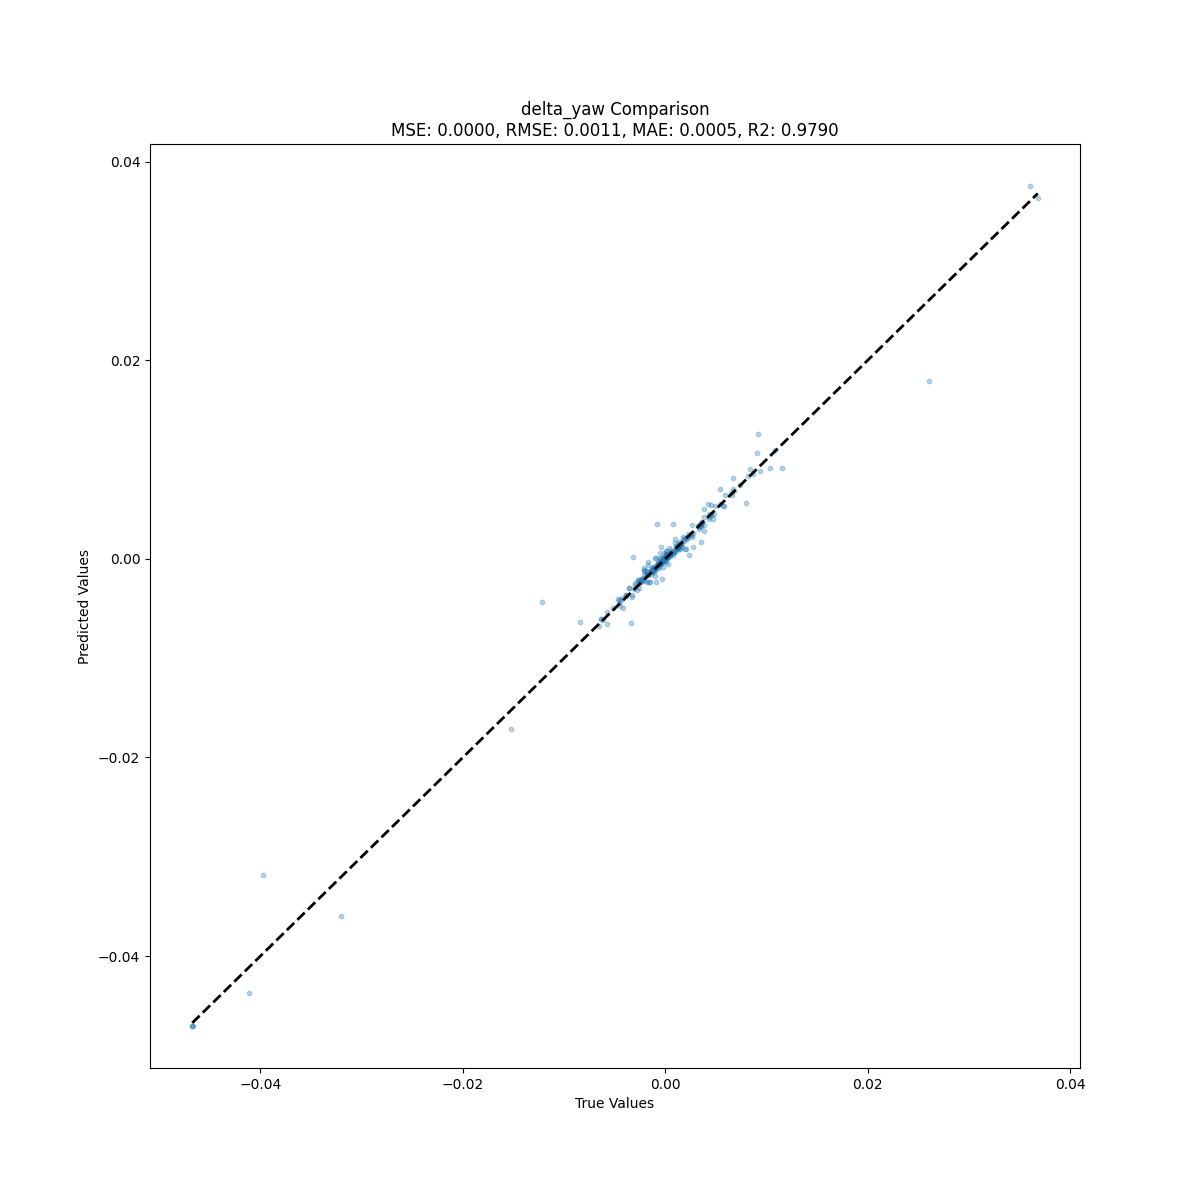 delta_yaw Comparison
MSE: 0.0000, RMSE: 0.0011, MAE: 0.0005, R2: 0.9790
0.04
0.02
0.00
−0.02
−0.04
Predicted Values
−0.04 −0.02 0.00 0.02 0.04
True Values